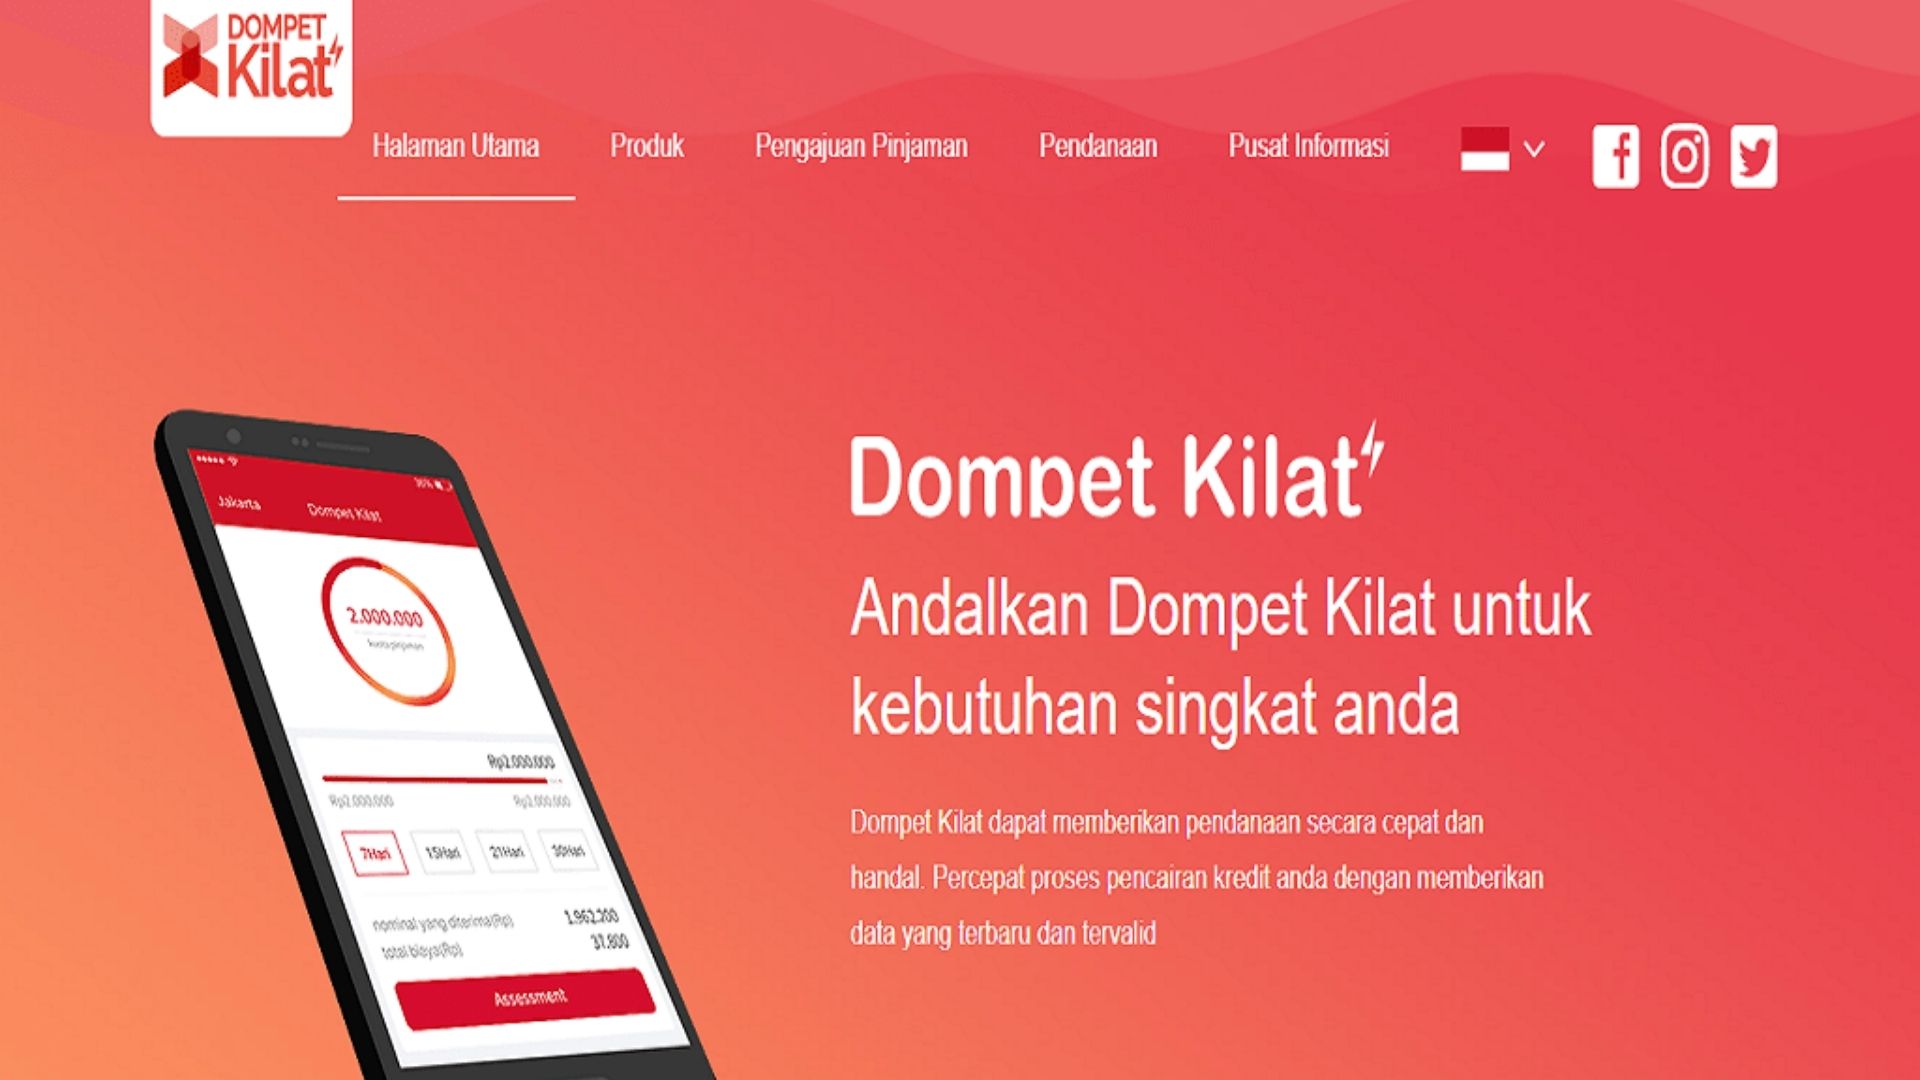 DOMPET
Kilat
Halaman Utama
Produk
Pengajuan Pinjaman
Pendanaan
Pusat Informasi
Dompet Kilat
Andalkan Dompet Kilat untuk
kebutuhan singkat anda
Dompet Kilat dapat memberikan pendanaan secara cepat dan
handal. Percepat proses pencairan kredit anda dengan memberikan
data yang terbaru dan tervalid
Jakarta
Dompet Kilat
2.000.000
kuota pinjaman
Rp2.000.000
Rp2.000.000
Rp2.000.000
7Hari
15Hari
21Hari
30Hari
nominal yang diterima(Rp)
1.962.200
total biaya(Rp)
37.800
Assessment